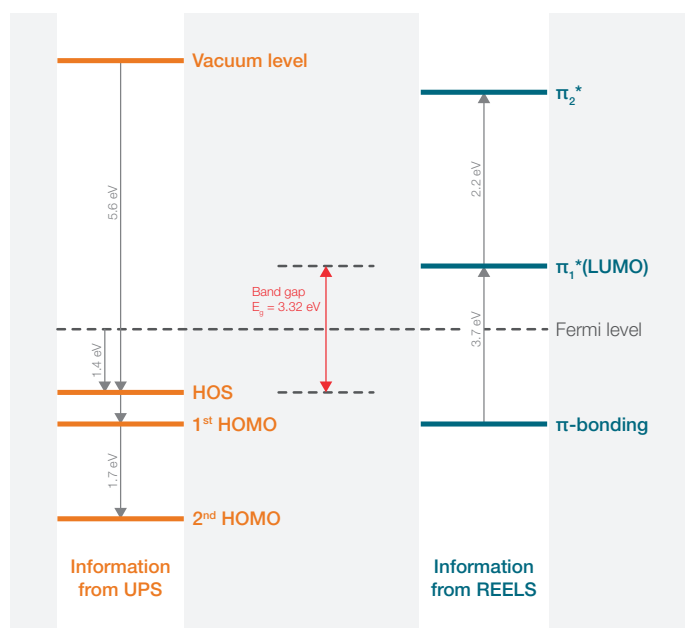 Vacuum level
π₂*
5.6 eV
2.2 eV
π₁*(LUMO)
Band gap
E₉ = 3.32 eV
Fermi level
1.4 eV
3.7 eV
HOS
1ˢᵗ HOMO
π-bonding
1.7 eV
2ⁿᵈ HOMO
Information
from UPS
Information
from REELS